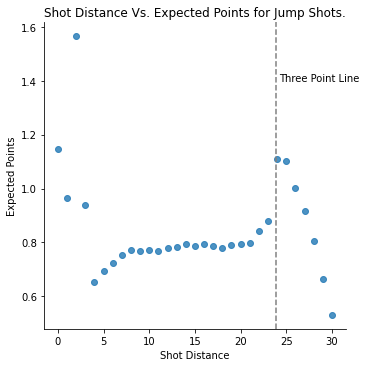 Shot Distance Vs. Expected Points for Jump Shots.
1.6
1.4
1.2
1.0
0.8
0.6
Expected Points
Three Point Line
0 5 10 15 20 25 30
Shot Distance